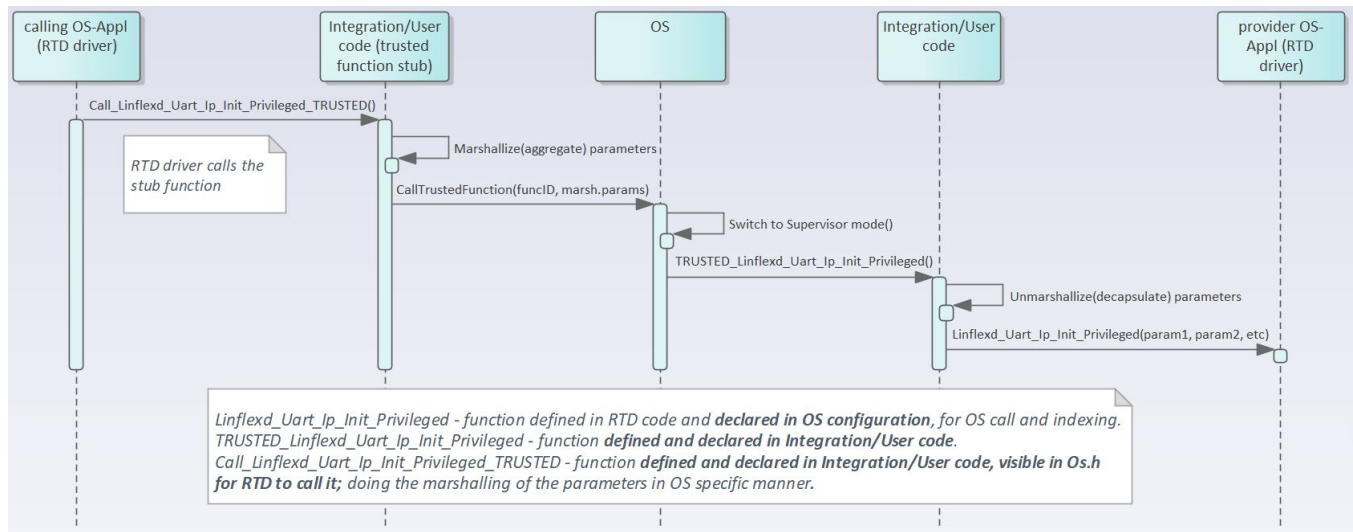 calling OS-Appl
(RTD driver)
Integration/User
code (trusted
function stub)
OS
Integration/User
code
provider OS-
Appl (RTD
driver)
Call_Linflexd_Uart_Ip_Init_Privileged_TRUSTED()
RTD driver calls the
stub function
Marshallize(aggregate) parameters
CallTrustedFunction(funcID, marsh.params)
Switch to Supervisor mode()
TRUSTED_Linflexd_Uart_Ip_Init_Privileged()
Unmarshallize(decapsulate) parameters
Linflexd_Uart_Ip_Init_Privileged(param1, param2, etc)
Linflexd_Uart_Ip_Init_Privileged - function defined in RTD code and declared in OS configuration, for OS call and indexing.
TRUSTED_Linflexd_Uart_Ip_Init_Privileged - function defined and declared in Integration/User code.
Call_Linflexd_Uart_Ip_Init_Privileged_TRUSTED - function defined and declared in Integration/User code, visible in Os.h
for RTD to call it; doing the marshalling of the parameters in OS specific manner.